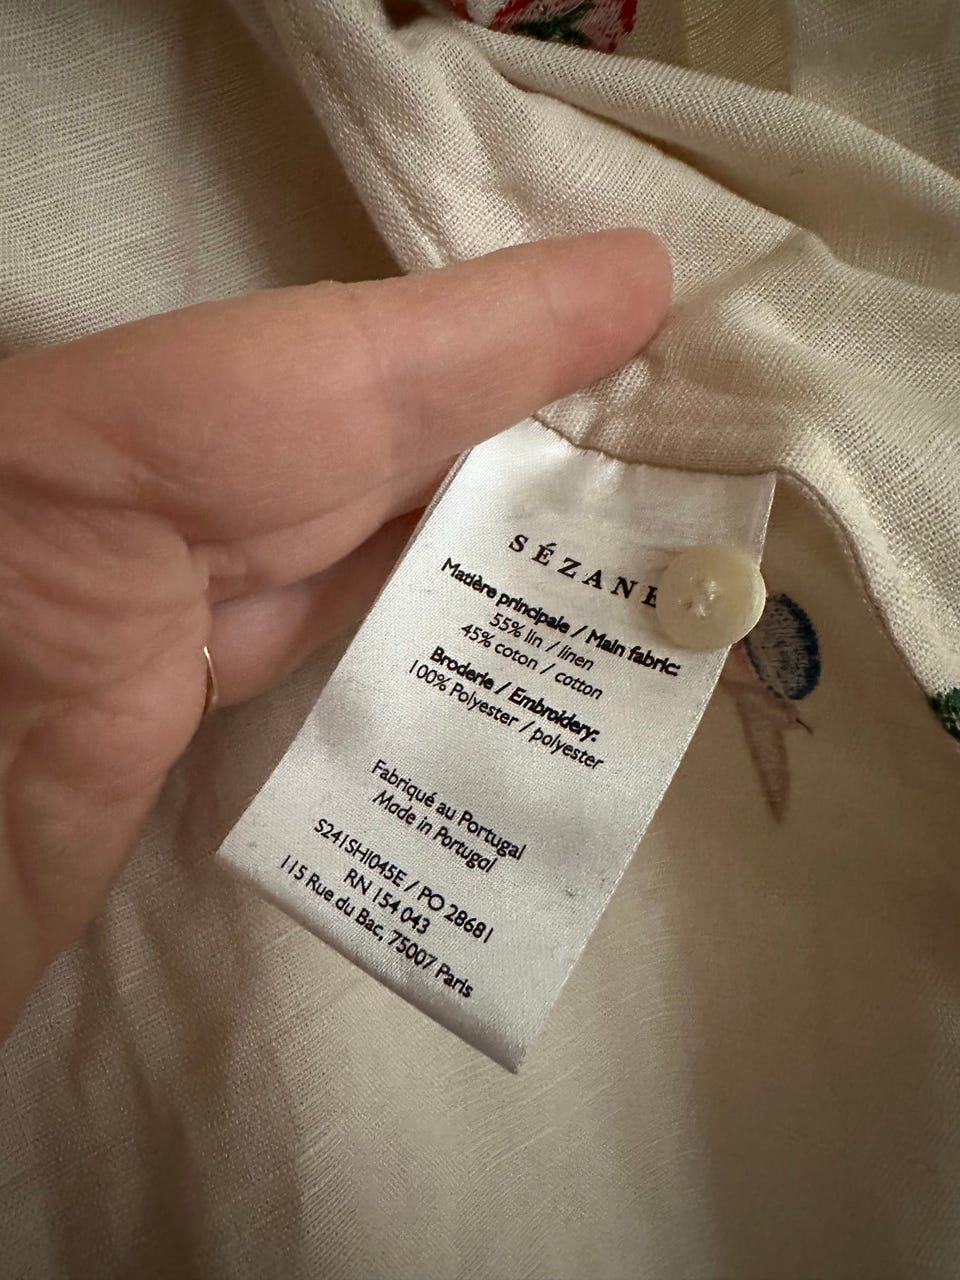 SÉZANE
Matière principale / Main fabric:
55% lin / linen
45% coton / cotton
Broderie / Embroidery:
100% Polyester / polyester
Fabriqué au Portugal
Made in Portugal
S241SHI045E / PO 28681
RN 154 043
115 Rue du Bac, 75007 Paris